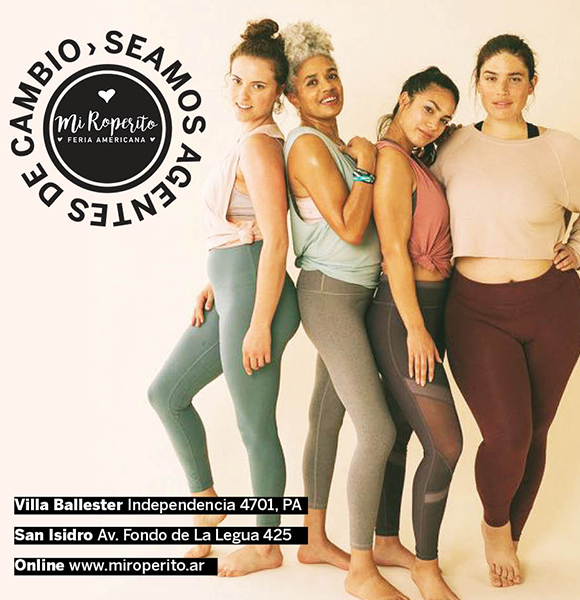 SEAMOS AGENTES DE CAMBIO ›
Mi Roperito
FERIA AMERICANA
Villa Ballester Independencia 4701, PA
San Isidro Av. Fondo de La Legua 425
Online www.miroperito.ar